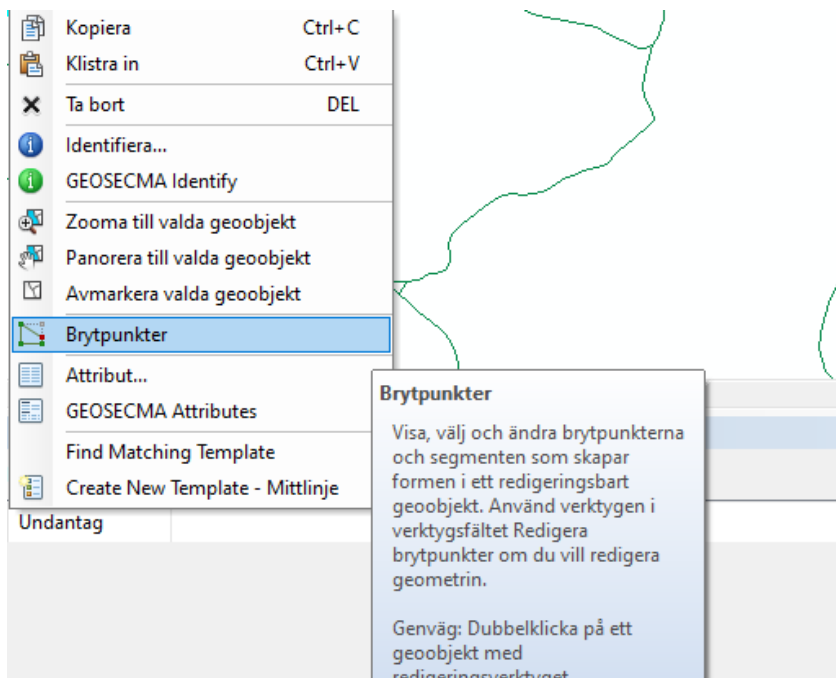 Kopiera Ctrl+C
Klistra in Ctrl+V
Ta bort DEL
Identifiera...
GEOSECMA Identify
Zooma till valda geoobjekt
Panorera till valda geoobjekt
Avmarkera valda geoobjekt
Brytpunkter
Attribut...
GEOSECMA Attributes
Find Matching Template
Create New Template - Mittlinje
Undantag
Brytpunkter
Visa, välj och ändra brytpunkterna
och segmenten som skapar
formen i ett redigeringsbart
geoobjekt. Använd verktygen i
verktygsfältet Redigera
brytpunkter om du vill redigera
geometrin.
Genväg: Dubbelklicka på ett
geoobjekt med
redigeringsverktyget